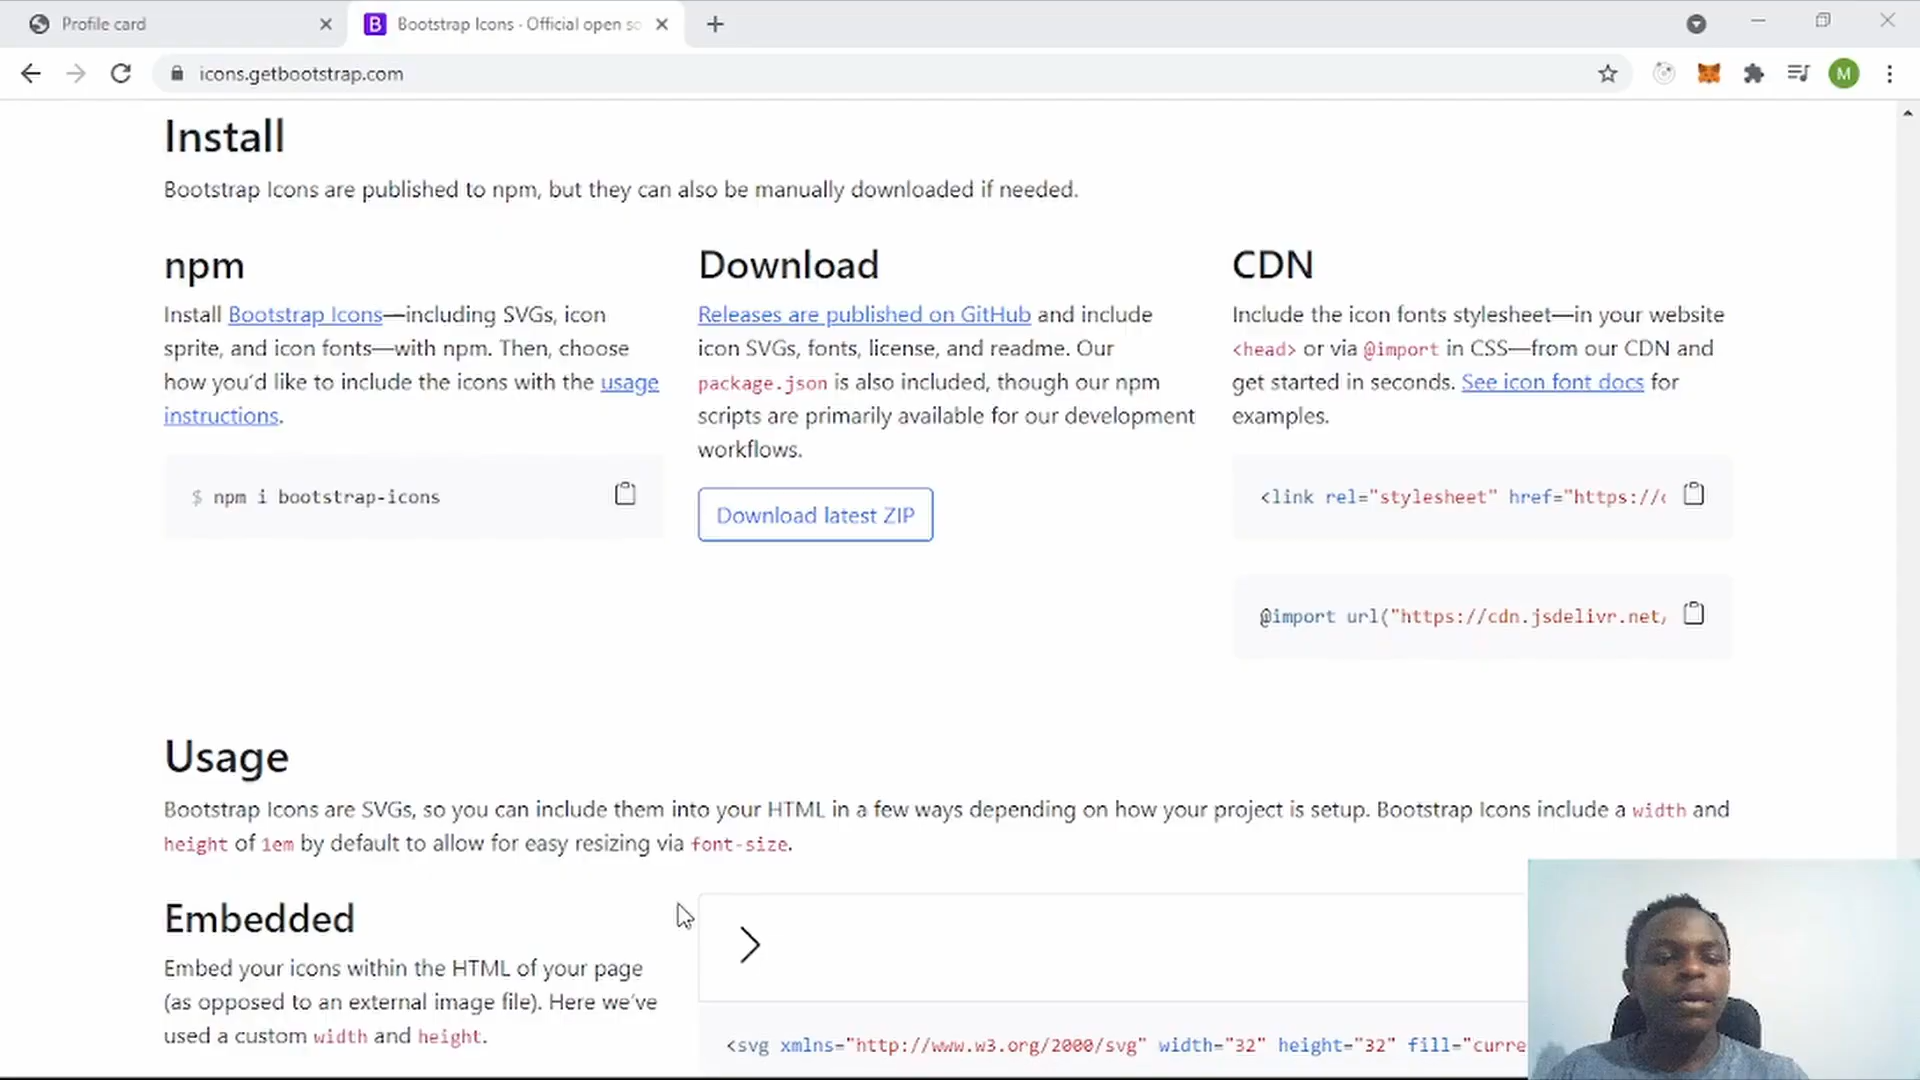 Profile card
Bootstrap Icons - Official open so
icons.getbootstrap.com
M
Install
Bootstrap Icons are published to npm, but they can also be manually downloaded if needed.
npm
Install Bootstrap Icons—including SVGs, icon
sprite, and icon fonts—with npm. Then, choose
how you'd like to include the icons with the usage
instructions.
$ npm i bootstrap-icons
Download
Releases are published on GitHub and include
icon SVGs, fonts, license, and readme. Our
package.json is also included, though our npm
scripts are primarily available for our development
workflows.
Download latest ZIP
CDN
Include the icon fonts stylesheet—in your website
<head> or via @import in CSS—from our CDN and
get started in seconds. See icon font docs for
examples.
<link rel="stylesheet" href="https://c
@import url("https://cdn.jsdelivr.net/
Usage
Bootstrap Icons are SVGs, so you can include them into your HTML in a few ways depending on how your project is setup. Bootstrap Icons include a width and
height of 1em by default to allow for easy resizing via font-size.
Embedded
Embed your icons within the HTML of your page
(as opposed to an external image file). Here we've
used a custom width and height.
<svg xmlns="http://www.w3.org/2000/svg" width="32" height="32" fill="curre